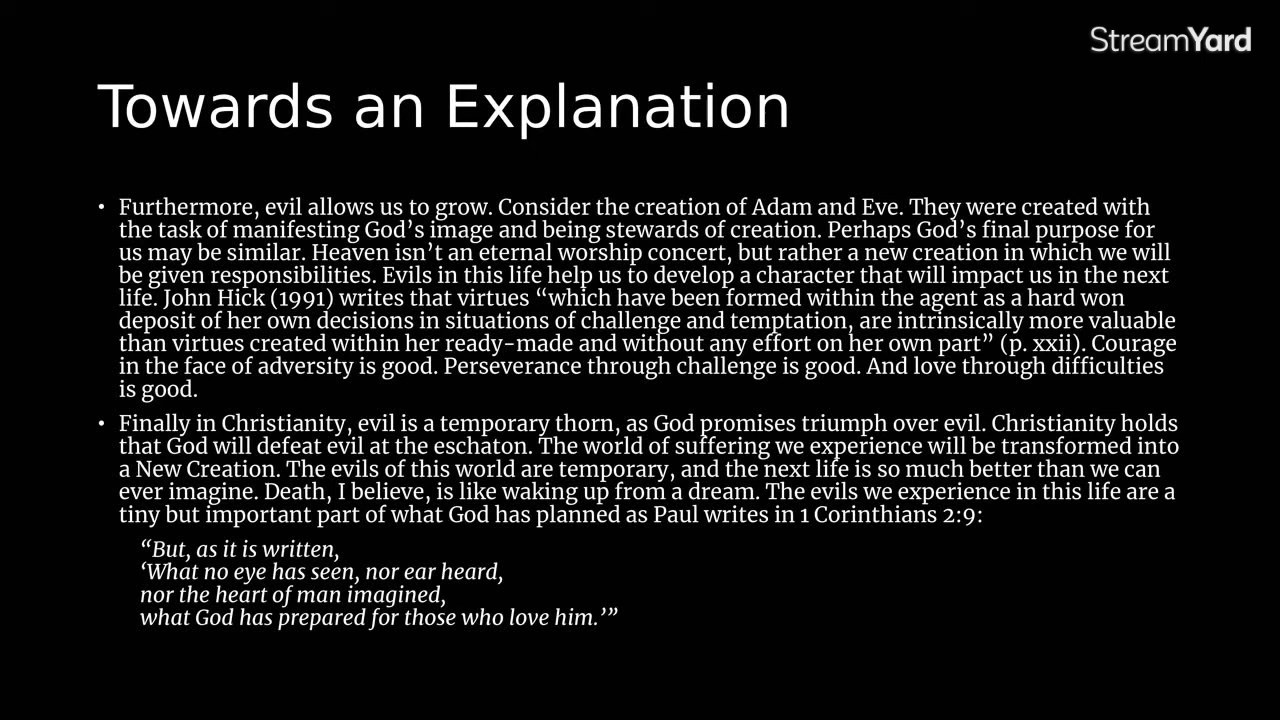 StreamYard
Towards an Explanation
• Furthermore, evil allows us to grow. Consider the creation of Adam and Eve. They were created with
the task of manifesting God’s image and being stewards of creation. Perhaps God’s final purpose for
us may be similar. Heaven isn’t an eternal worship concert, but rather a new creation in which we will
be given responsibilities. Evils in this life help us to develop a character that will impact us in the next
life. John Hick (1991) writes that virtues “which have been formed within the agent as a hard won
deposit of her own decisions in situations of challenge and temptation, are intrinsically more valuable
than virtues created within her ready-made and without any effort on her own part” (p. xxii). Courage
in the face of adversity is good. Perseverance through challenge is good. And love through difficulties
is good.
• Finally in Christianity, evil is a temporary thorn, as God promises triumph over evil. Christianity holds
that God will defeat evil at the eschaton. The world of suffering we experience will be transformed into
a New Creation. The evils of this world are temporary, and the next life is so much better than we can
ever imagine. Death, I believe, is like waking up from a dream. The evils we experience in this life are a
tiny but important part of what God has planned as Paul writes in 1 Corinthians 2:9:
“But, as it is written,
‘What no eye has seen, nor ear heard,
nor the heart of man imagined,
what God has prepared for those who love him.’”